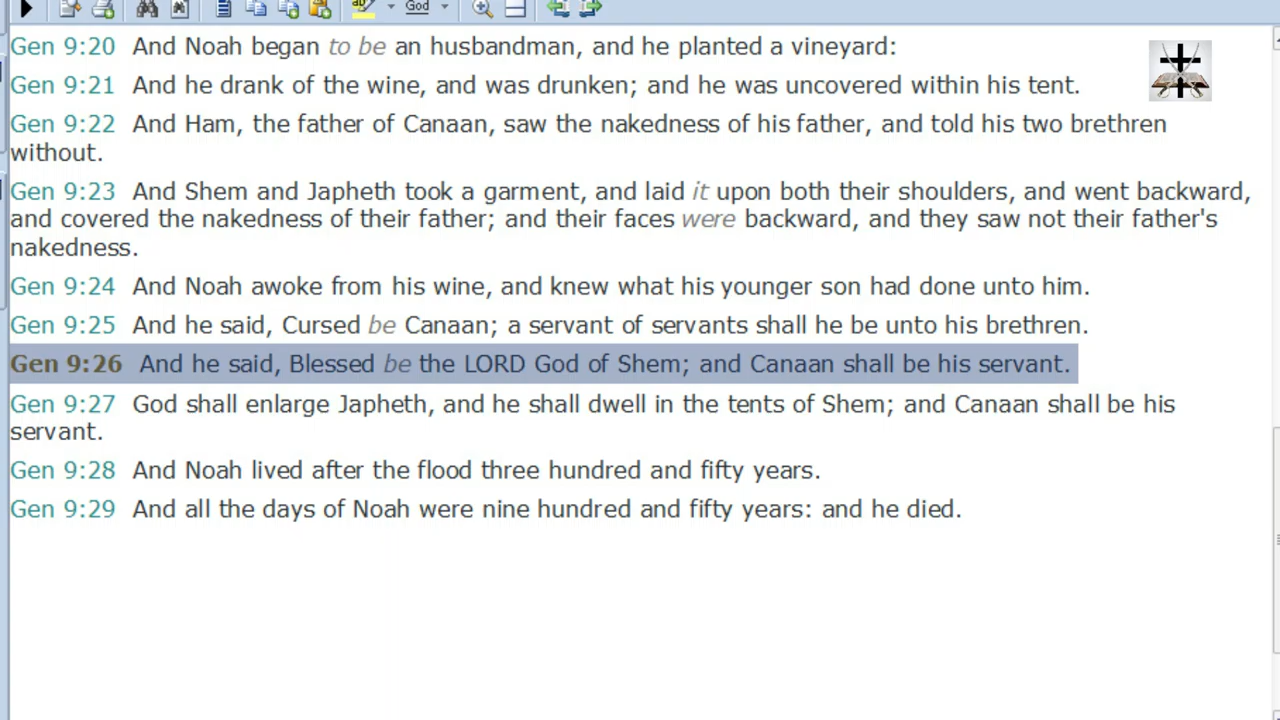 God
Gen 9:20 And Noah began to be an husbandman, and he planted a vineyard:
Gen 9:21 And he drank of the wine, and was drunken; and he was uncovered within his tent.
Gen 9:22 And Ham, the father of Canaan, saw the nakedness of his father, and told his two brethren
without.
Gen 9:23 And Shem and Japheth took a garment, and laid it upon both their shoulders, and went backward,
and covered the nakedness of their father; and their faces were backward, and they saw not their father's
nakedness.
Gen 9:24 And Noah awoke from his wine, and knew what his younger son had done unto him.
Gen 9:25 And he said, Cursed be Canaan; a servant of servants shall he be unto his brethren.
Gen 9:26 And he said, Blessed be the LORD God of Shem; and Canaan shall be his servant.
Gen 9:27 God shall enlarge Japheth, and he shall dwell in the tents of Shem; and Canaan shall be his
servant.
Gen 9:28 And Noah lived after the flood three hundred and fifty years.
Gen 9:29 And all the days of Noah were nine hundred and fifty years: and he died.